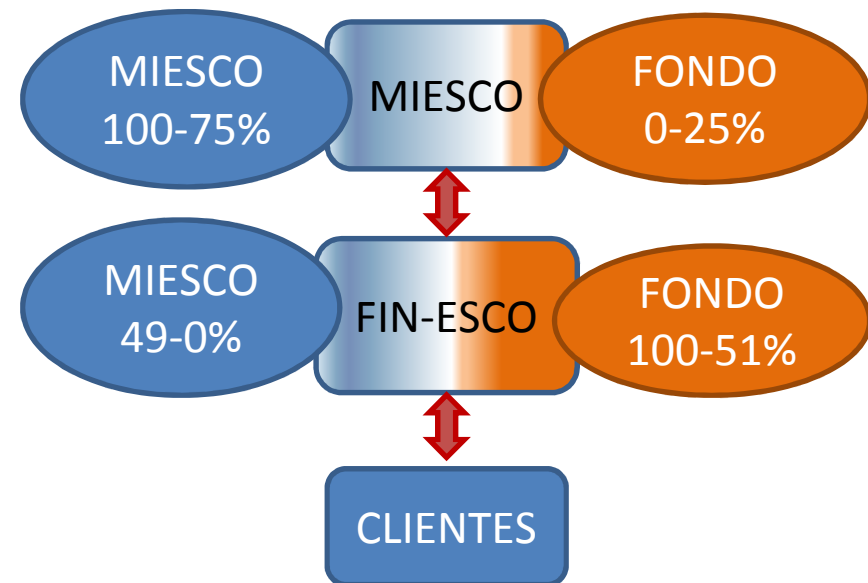 MIESCO
100-75%
MIESCO
FONDO
0-25%
MIESCO
49-0%
FIN-ESCO
FONDO
100-51%
CLIENTES